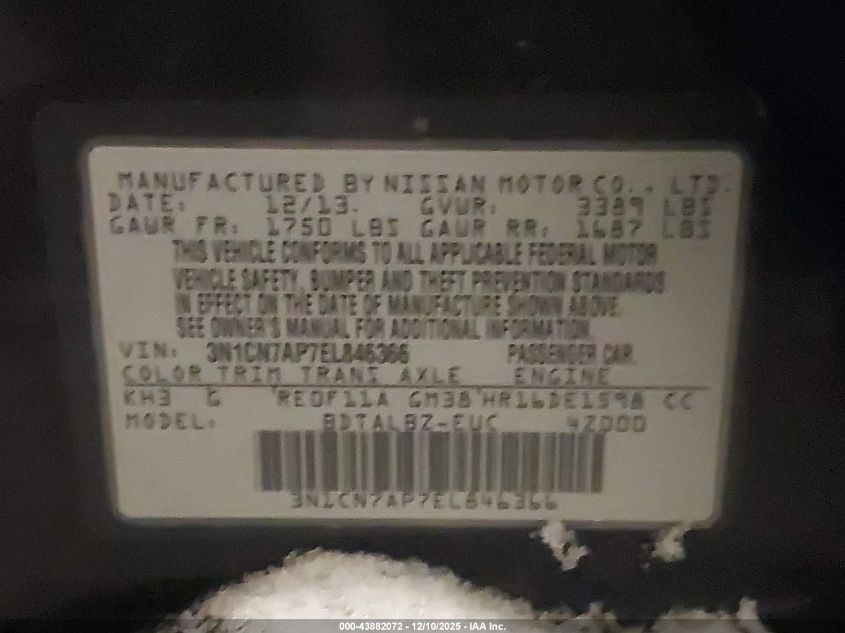 MANUFACTURED BY NISSAN MOTOR CO., LTD.
DATE: 12/13. GVWR: 3389 LBS
GAWR FR: 1750 LBS GAWR RR: 1687 LBS
THIS VEHICLE CONFORMS TO ALL APPLICABLE FEDERAL MOTOR
VEHICLE SAFETY, BUMPER AND THEFT PREVENTION STANDARDS
IN EFFECT ON THE DATE OF MANUFACTURE SHOWN ABOVE.
SEE OWNER'S MANUAL FOR ADDITIONAL INFORMATION.
VIN: 3N1CN7AP7EL846366 PASSENGER CAR
COLOR TRIM TRANS AXLE ENGINE
KH3 G RE0F11A GM38 HR16DE1598 CC
MODEL: BDTALBZ-EUC 4Z000
3N1CN7AP7EL846366
000-43882072 - 12/10/2025 - IAA Inc.